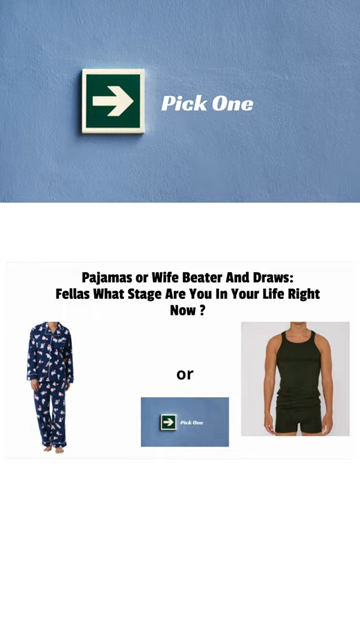 Pick One
Pajamas or Wife Beater And Draws:
Fellas What Stage Are You In Your Life Right
Now ?
or
Pick One